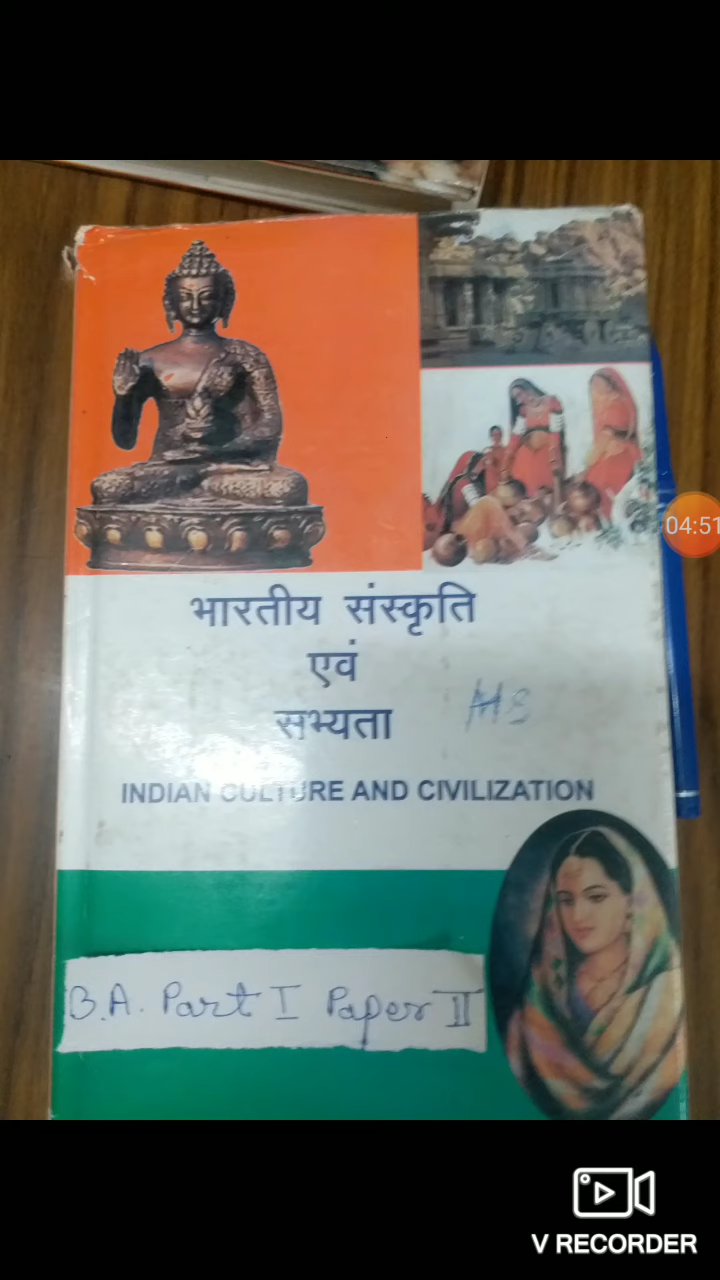 04:51
भारतीय संस्कृति
एवं
सभ्यता
INDIAN CULTURE AND CIVILIZATION
B.A. Part I Paper II
V RECORDER